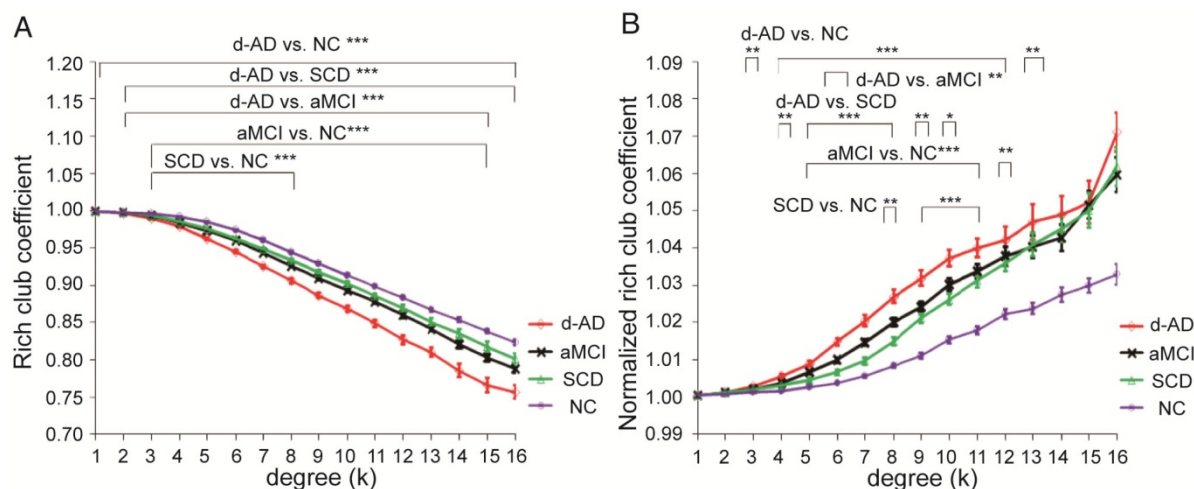 A
d-AD vs. NC ***
d-AD vs. SCD ***
d-AD vs. aMCI ***
aMCI vs. NC***
SCD vs. NC ***
1.20
1.15
1.10
1.05
1.00
0.95
0.90
0.85
0.80
0.75
0.70
Rich club coefficient
d-AD
aMCI
SCD
NC
1 2 3 4 5 6 7 8 9 10 11 12 13 14 15 16
degree (k)
B
d-AD vs. NC
** *** **
d-AD vs. aMCI **
d-AD vs. SCD
** *** ** *
aMCI vs. NC*** **
SCD vs. NC ** ***
1.09
1.08
1.07
1.06
1.05
1.04
1.03
1.02
1.01
1.00
0.99
Normalized rich club coefficient
d-AD
aMCI
SCD
NC
1 2 3 4 5 6 7 8 9 10 11 12 13 14 15 16
degree (k)